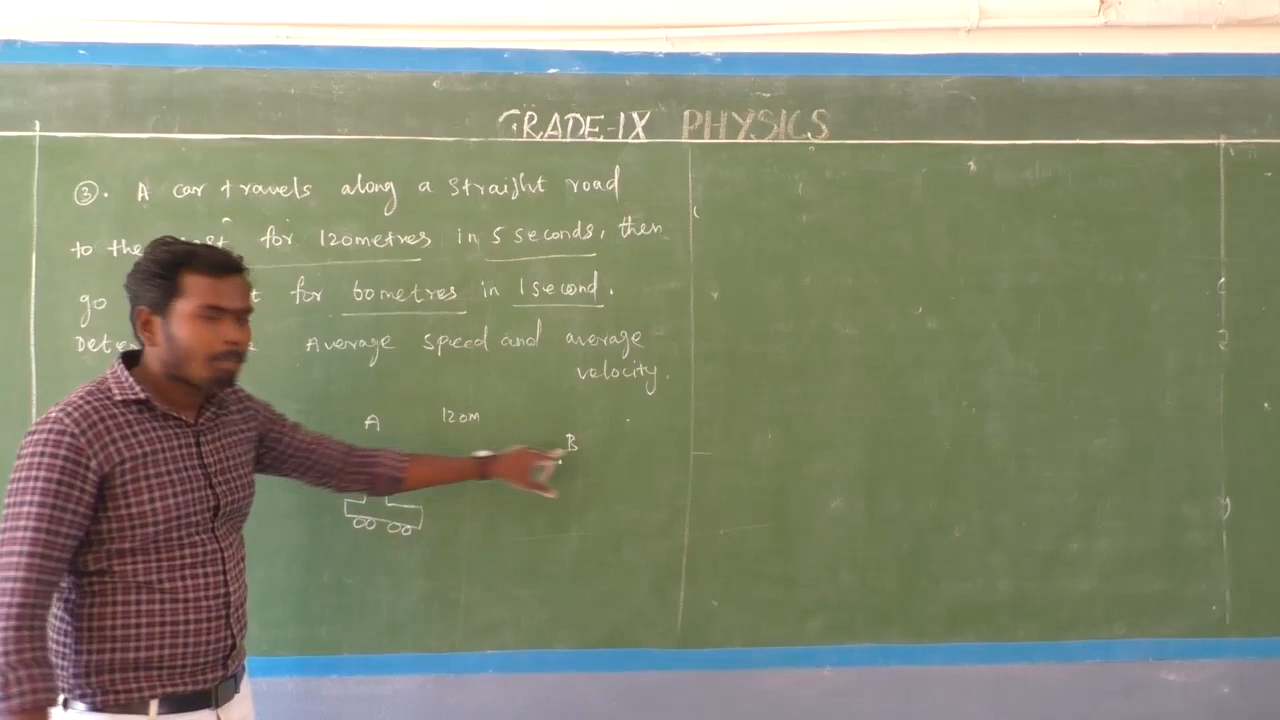 GRADE-IX PHYSICS
③. A car travels along a straight road
to the for 120metres in 5 seconds, then
go for 60metres in 1second.
Average speed and average
velocity.
A 120m
B